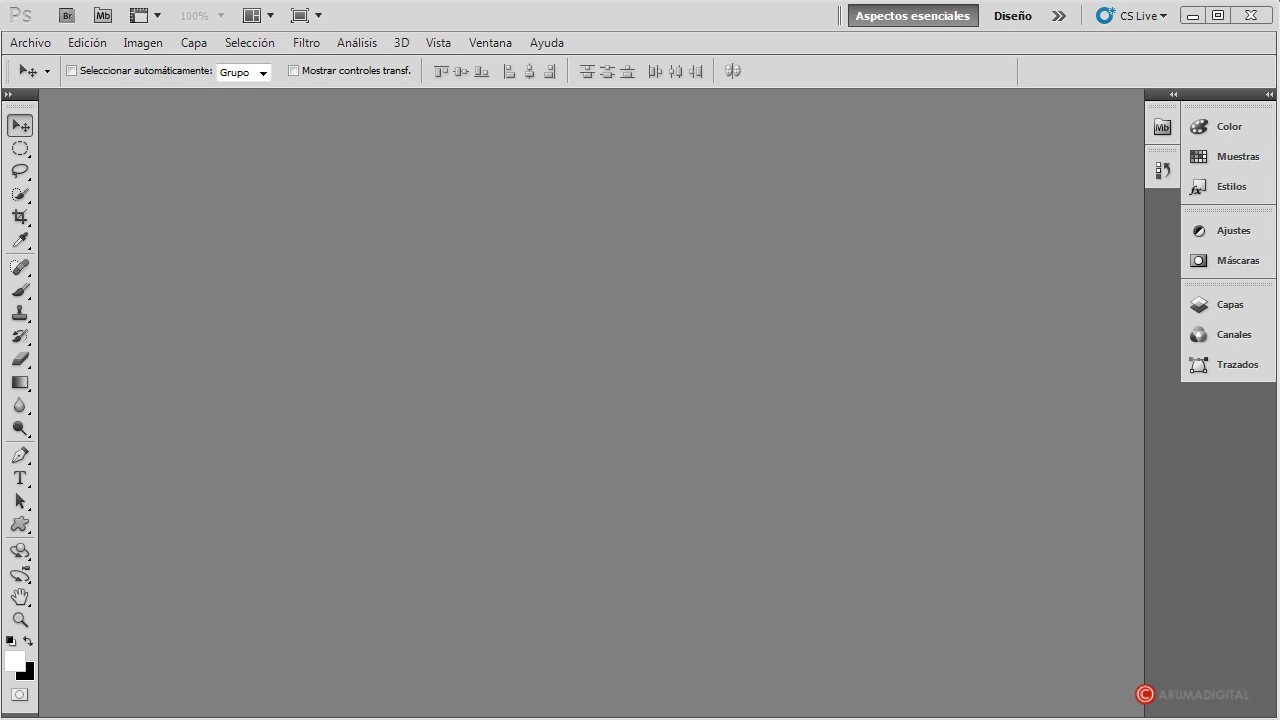 Ps Br Mb 100% Aspectos esenciales Diseño CS Live
Archivo Edición Imagen Capa Selección Filtro Análisis 3D Vista Ventana Ayuda
Seleccionar automáticamente: Grupo Mostrar controles transf.
Mb
Color
Muestras
Estilos
Ajustes
Máscaras
Capas
Canales
Trazados
T
© ARUMADIGITAL